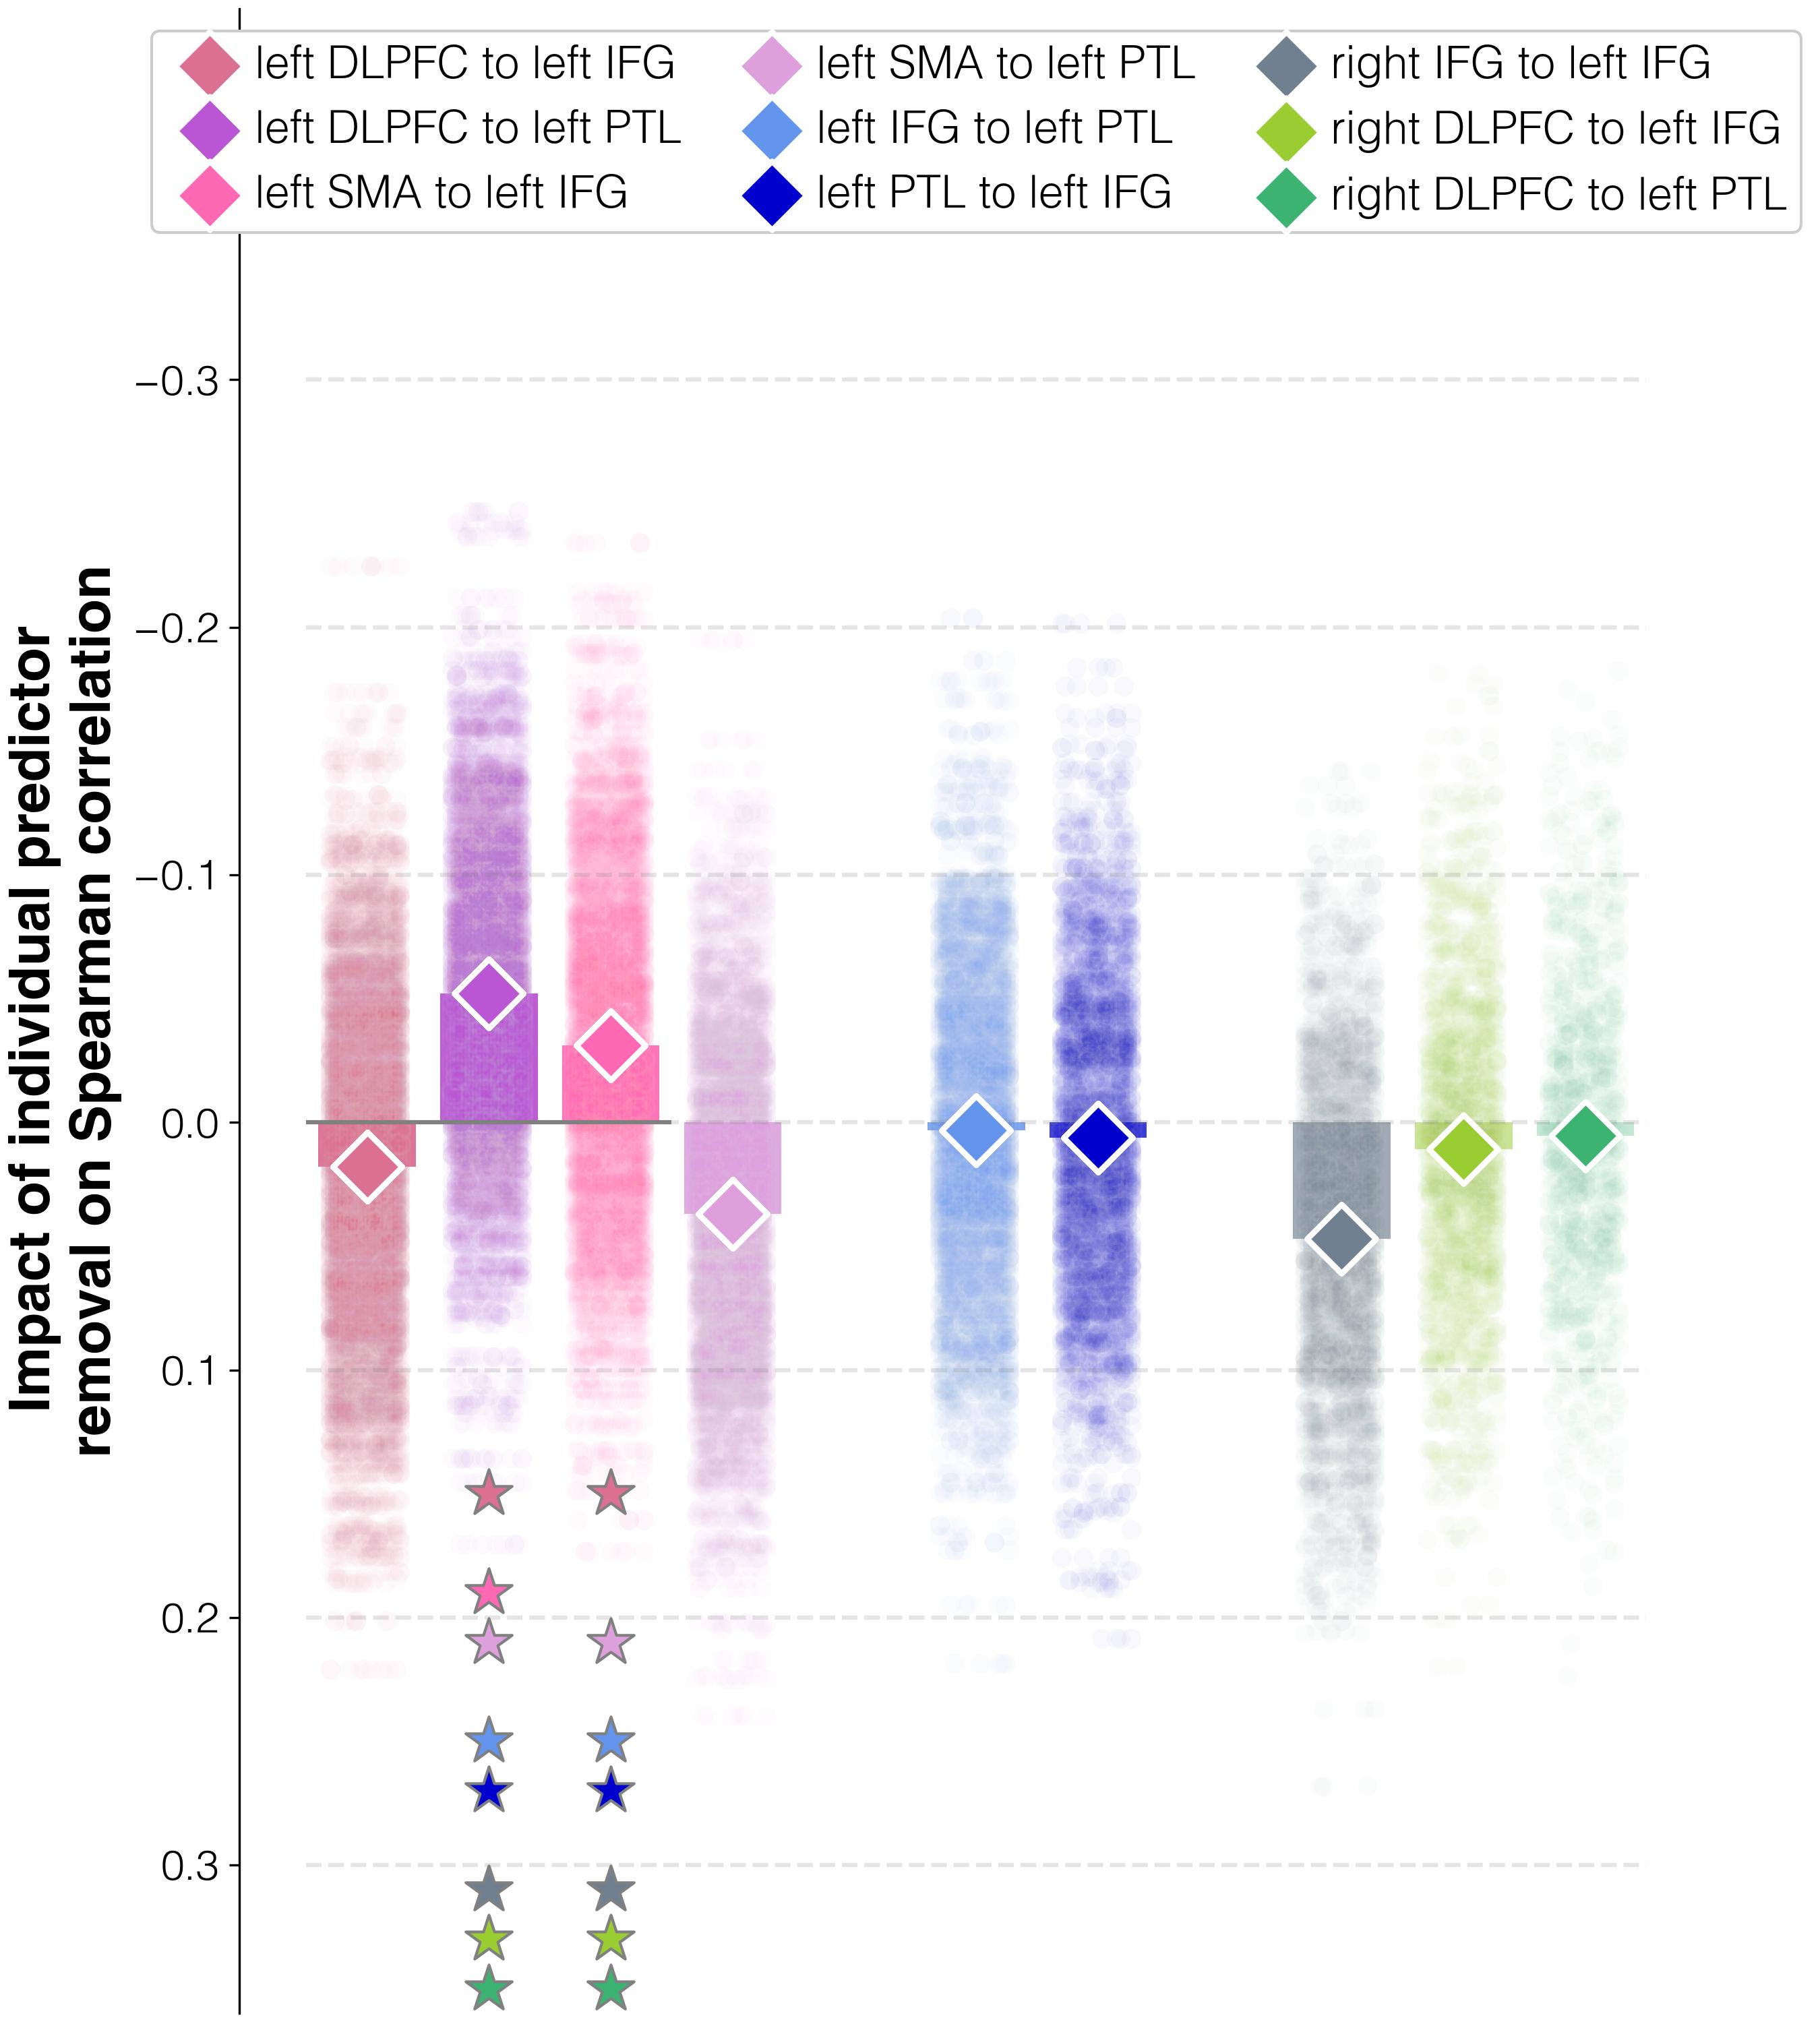 left DLPFC to left IFG
left DLPFC to left PTL
left SMA to left IFG
left SMA to left PTL
left IFG to left PTL
left PTL to left IFG
right IFG to left IFG
right DLPFC to left IFG
right DLPFC to left PTL
Impact of individual predictor
removal on Spearman correlation
−0.3
−0.2
−0.1
0.0
0.1
0.2
0.3